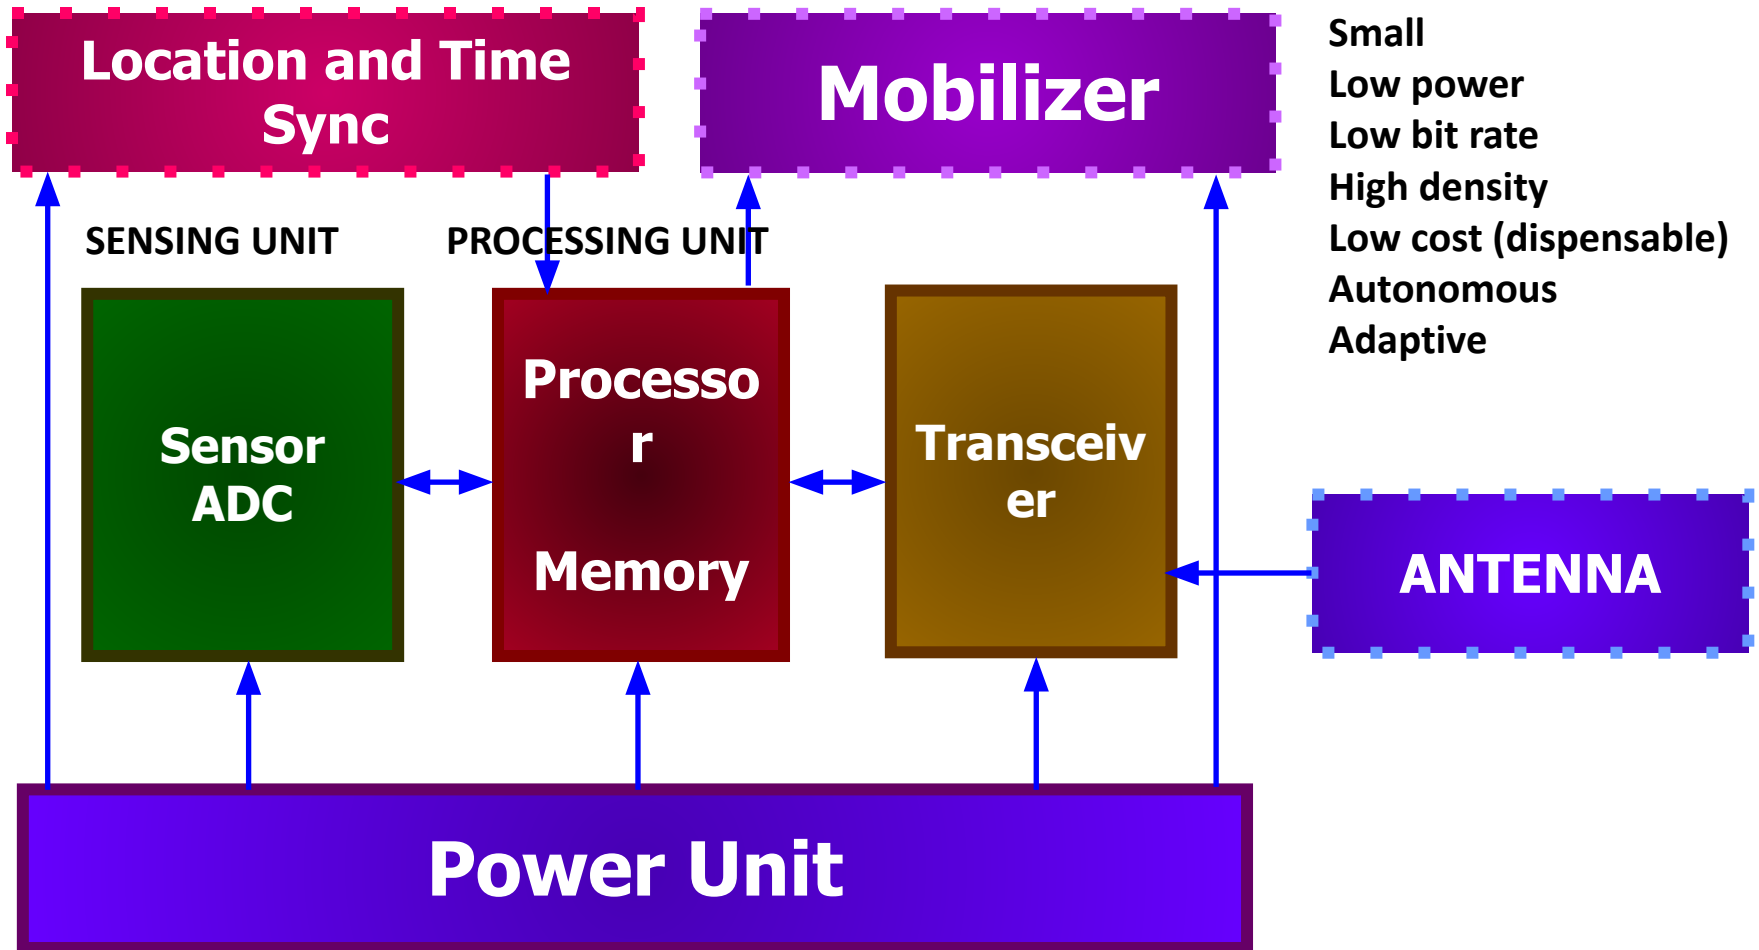 Location and Time
Sync
Mobilizer
Small
Low power
Low bit rate
High density
Low cost (dispensable)
Autonomous
Adaptive
SENSING UNIT
PROCESSING UNIT
Sensor
ADC
Processo
r
Memory
Transceiv
er
ANTENNA
Power Unit